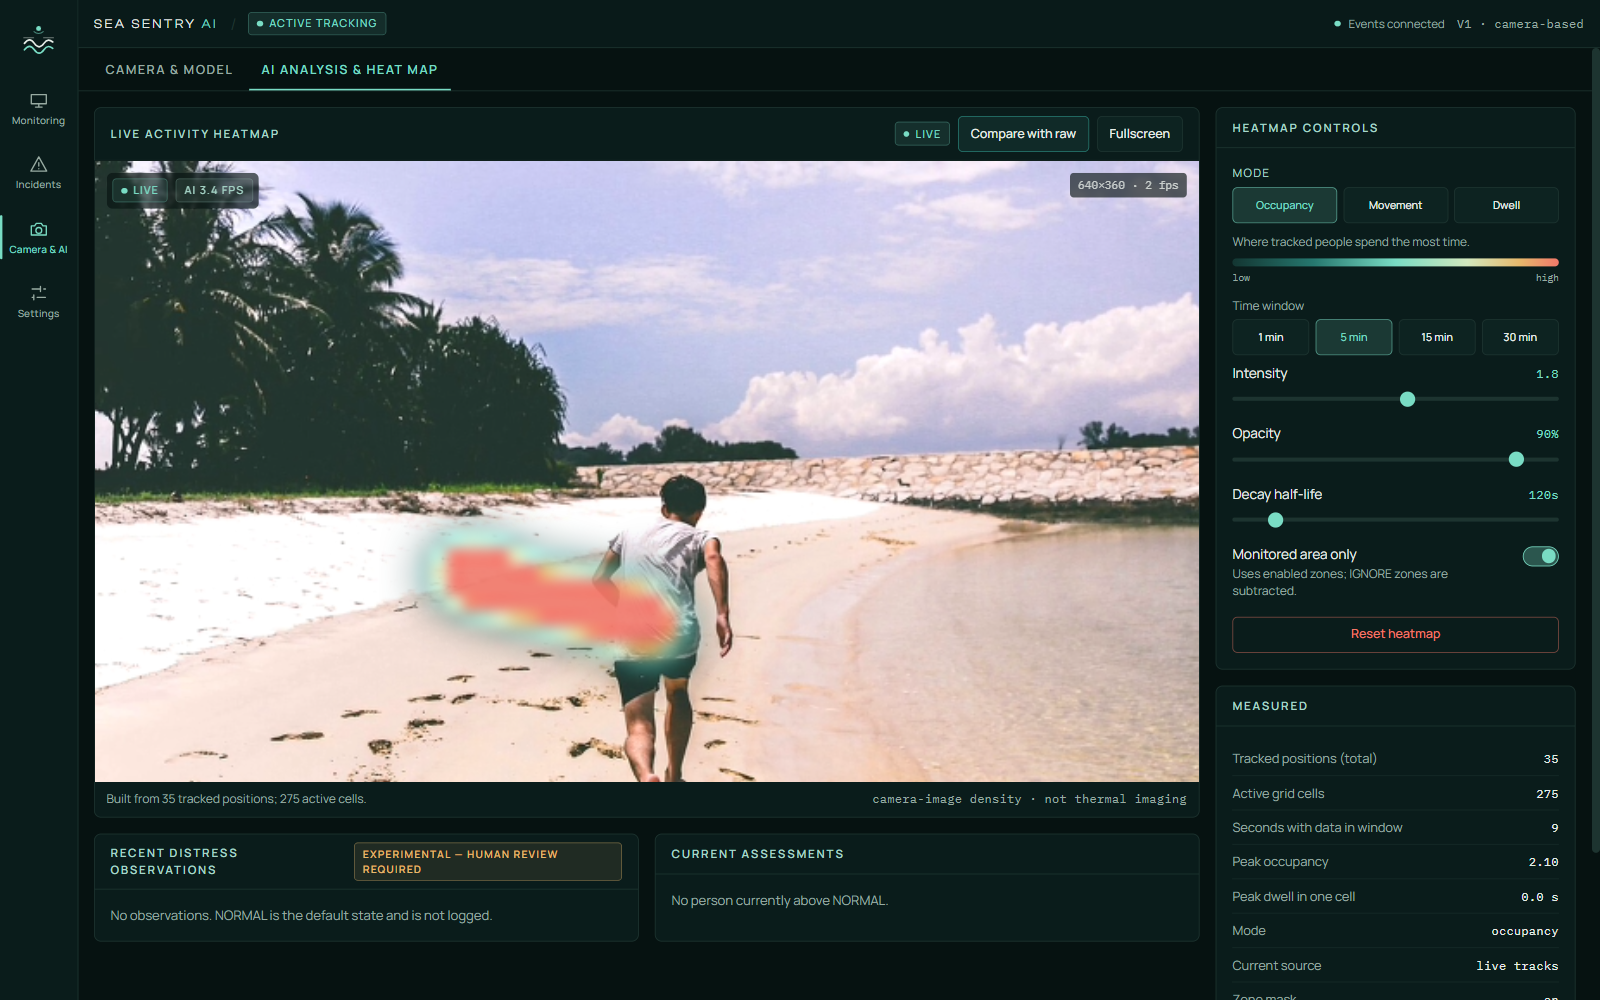 SEA SENTRY AI / ACTIVE TRACKING
Events connected V1 · camera-based
Monitoring
Incidents
Camera & AI
Settings
CAMERA & MODEL
AI ANALYSIS & HEAT MAP
LIVE ACTIVITY HEATMAP
LIVE
Compare with raw
Fullscreen
LIVE
AI 3.4 FPS
640×360 · 2 fps
Built from 35 tracked positions; 275 active cells.
camera-image density · not thermal imaging
RECENT DISTRESS
OBSERVATIONS
EXPERIMENTAL — HUMAN REVIEW
REQUIRED
No observations. NORMAL is the default state and is not logged.
CURRENT ASSESSMENTS
No person currently above NORMAL.
HEATMAP CONTROLS
MODE
Occupancy
Movement
Dwell
Where tracked people spend the most time.
low high
Time window
1 min
5 min
15 min
30 min
Intensity 1.8
Opacity 90%
Decay half-life 120s
Monitored area only
Uses enabled zones; IGNORE zones are
subtracted.
Reset heatmap
MEASURED
Tracked positions (total) 35
Active grid cells 275
Seconds with data in window 9
Peak occupancy 2.10
Peak dwell in one cell 0.0 s
Mode occupancy
Current source live tracks
Zone mask on